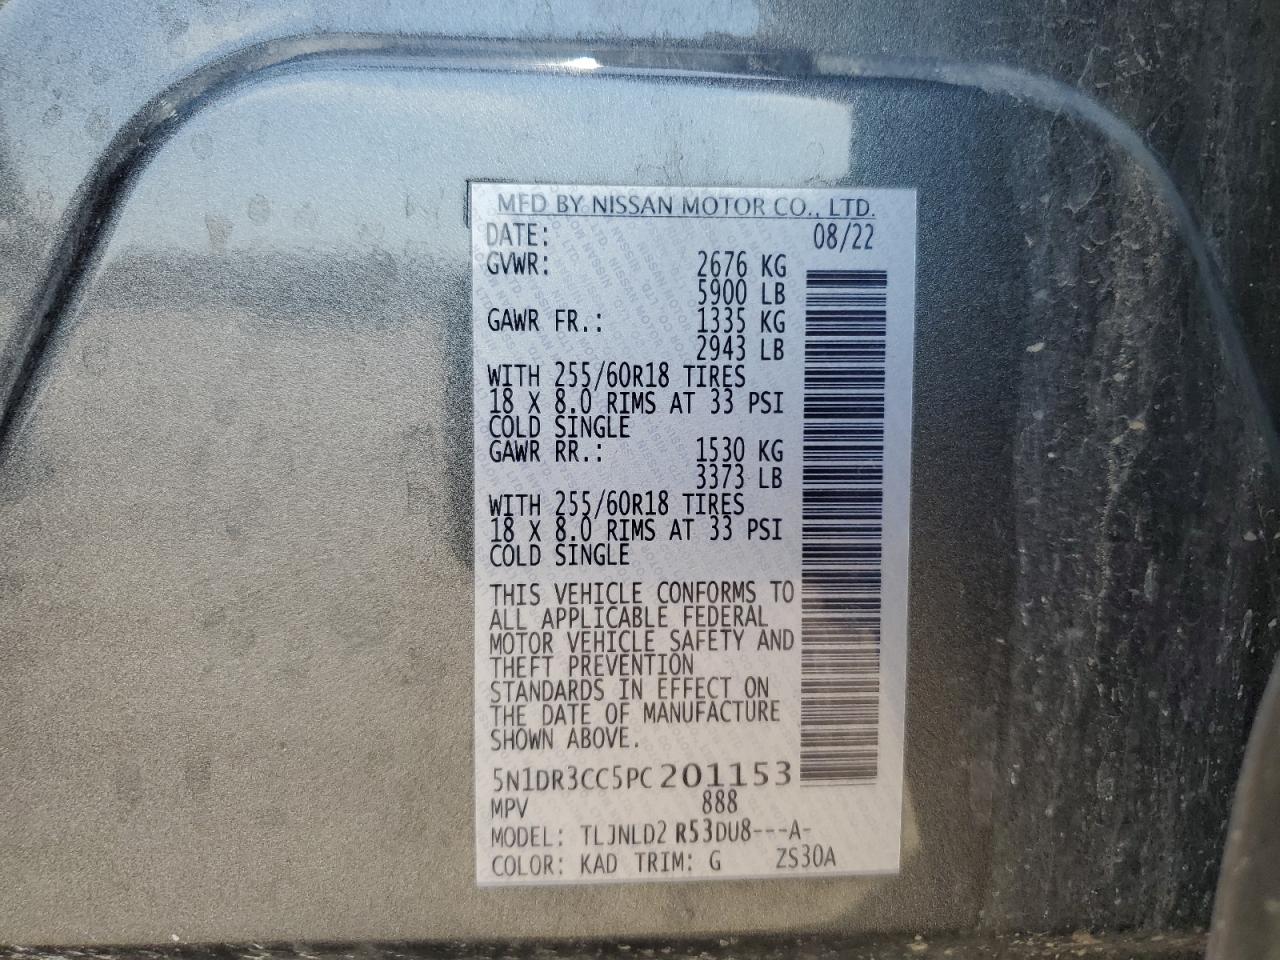 MFD BY NISSAN MOTOR CO., LTD.
DATE: 08/22
GVWR: 2676 KG
5900 LB
GAWR FR.: 1335 KG
2943 LB
WITH 255/60R18 TIRES
18 X 8.0 RIMS AT 33 PSI
COLD SINGLE
GAWR RR.: 1530 KG
3373 LB
WITH 255/60R18 TIRES
18 X 8.0 RIMS AT 33 PSI
COLD SINGLE
THIS VEHICLE CONFORMS TO
ALL APPLICABLE FEDERAL
MOTOR VEHICLE SAFETY AND
THEFT PREVENTION
STANDARDS IN EFFECT ON
THE DATE OF MANUFACTURE
SHOWN ABOVE.
5N1DR3CC5PC201153
MPV 888
MODEL: TLJNLD2 R53DU8---A-
COLOR: KAD TRIM: G ZS30A